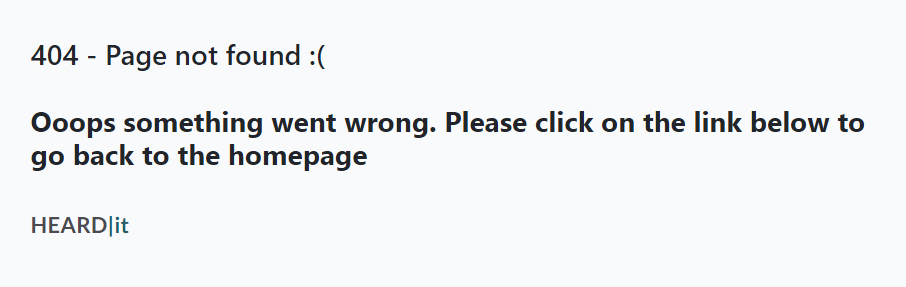 404 - Page not found :(
Ooops something went wrong. Please click on the link below to
go back to the homepage
HEARD|it